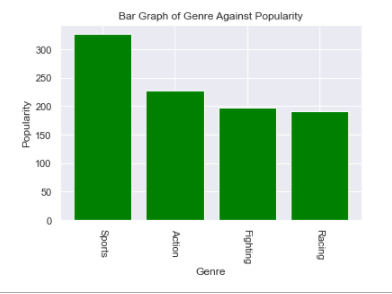 Bar Graph of Genre Against Popularity
300
250
200
150
100
50
0
Popularity
Sports
Action
Fighting
Racing
Genre